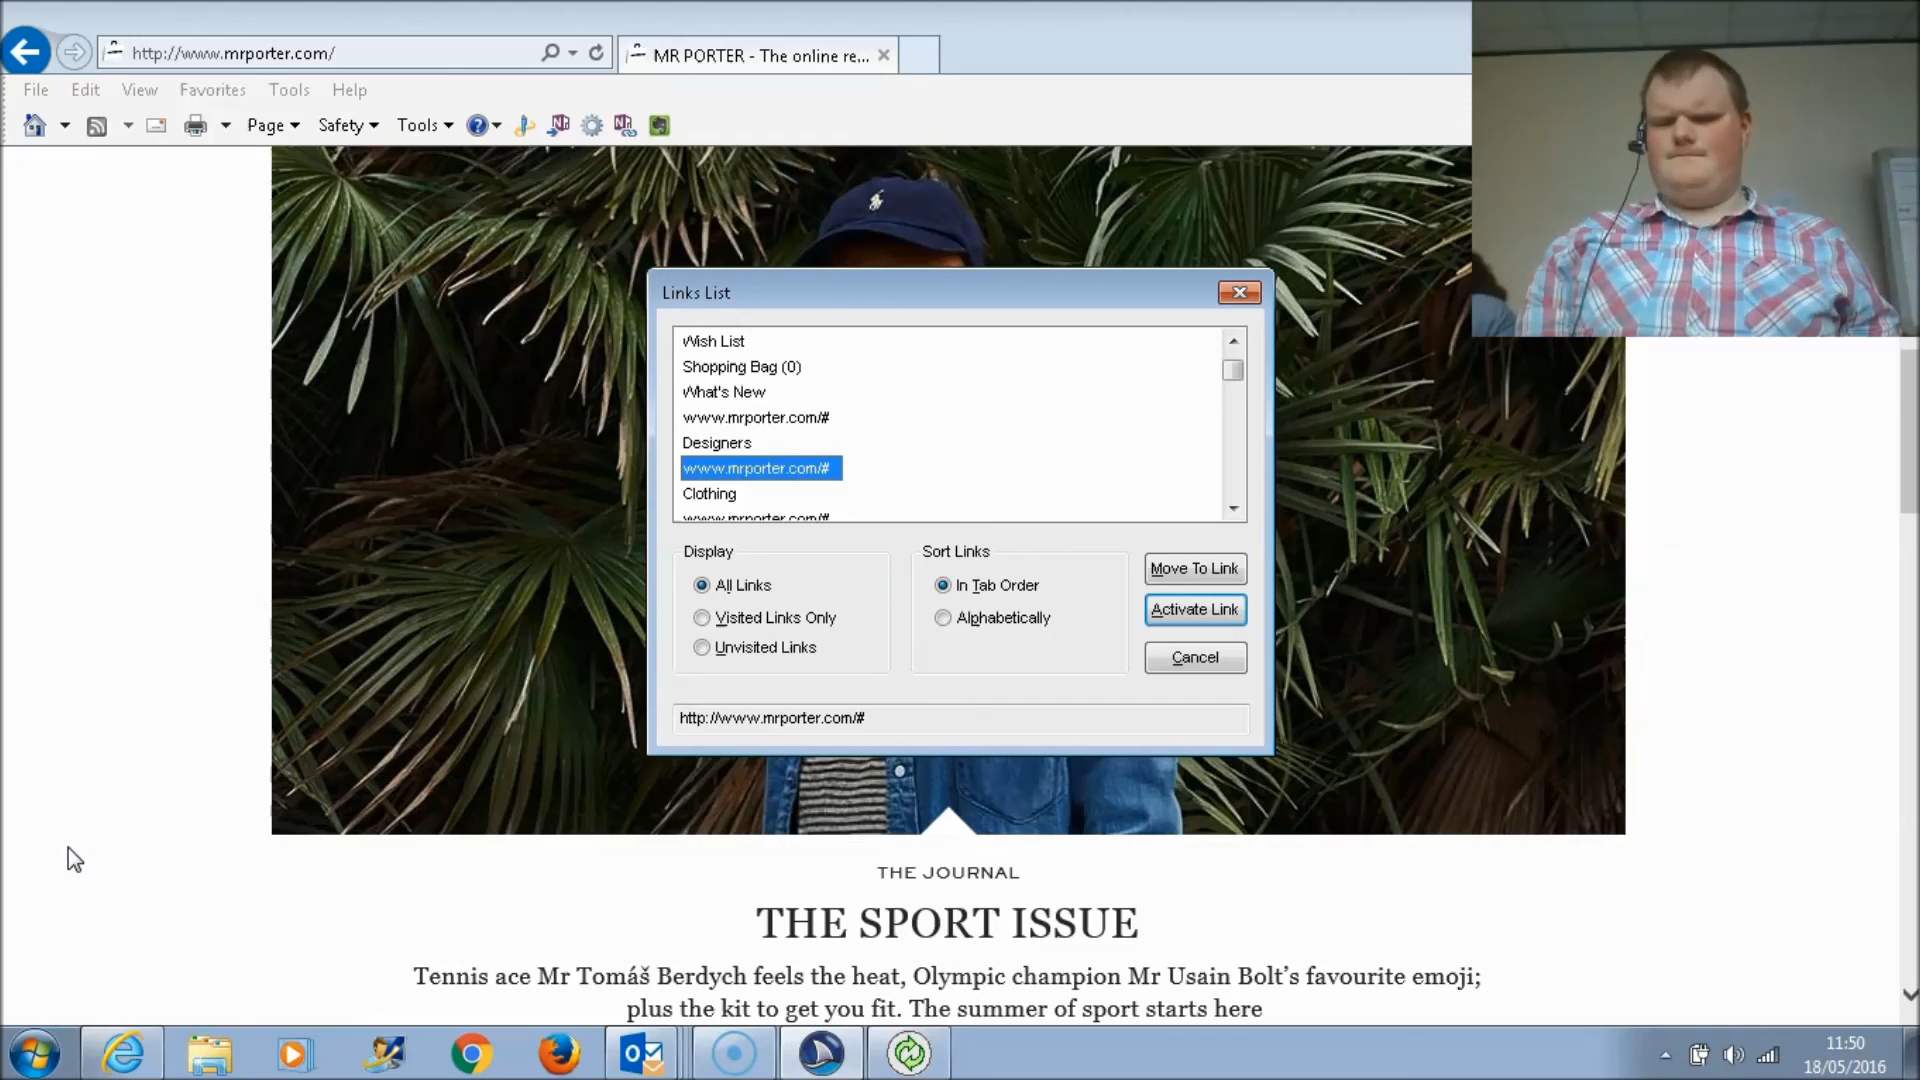 http://www.mrporter.com/
MR PORTER - The online re...
File Edit View Favorites Tools Help
Page Safety Tools
Links List
Wish List
Shopping Bag (0)
What's New
www.mrporter.com/#
Designers
www.mrporter.com/#
Clothing
www.mrporter.com/#
Display
All Links
Visited Links Only
Unvisited Links
Sort Links
In Tab Order
Alphabetically
Move To Link
Activate Link
Cancel
http://www.mrporter.com/#
THE JOURNAL
THE SPORT ISSUE
Tennis ace Mr Tomáš Berdych feels the heat, Olympic champion Mr Usain Bolt's favourite emoji;
plus the kit to get you fit. The summer of sport starts here
11:50
18/05/2016